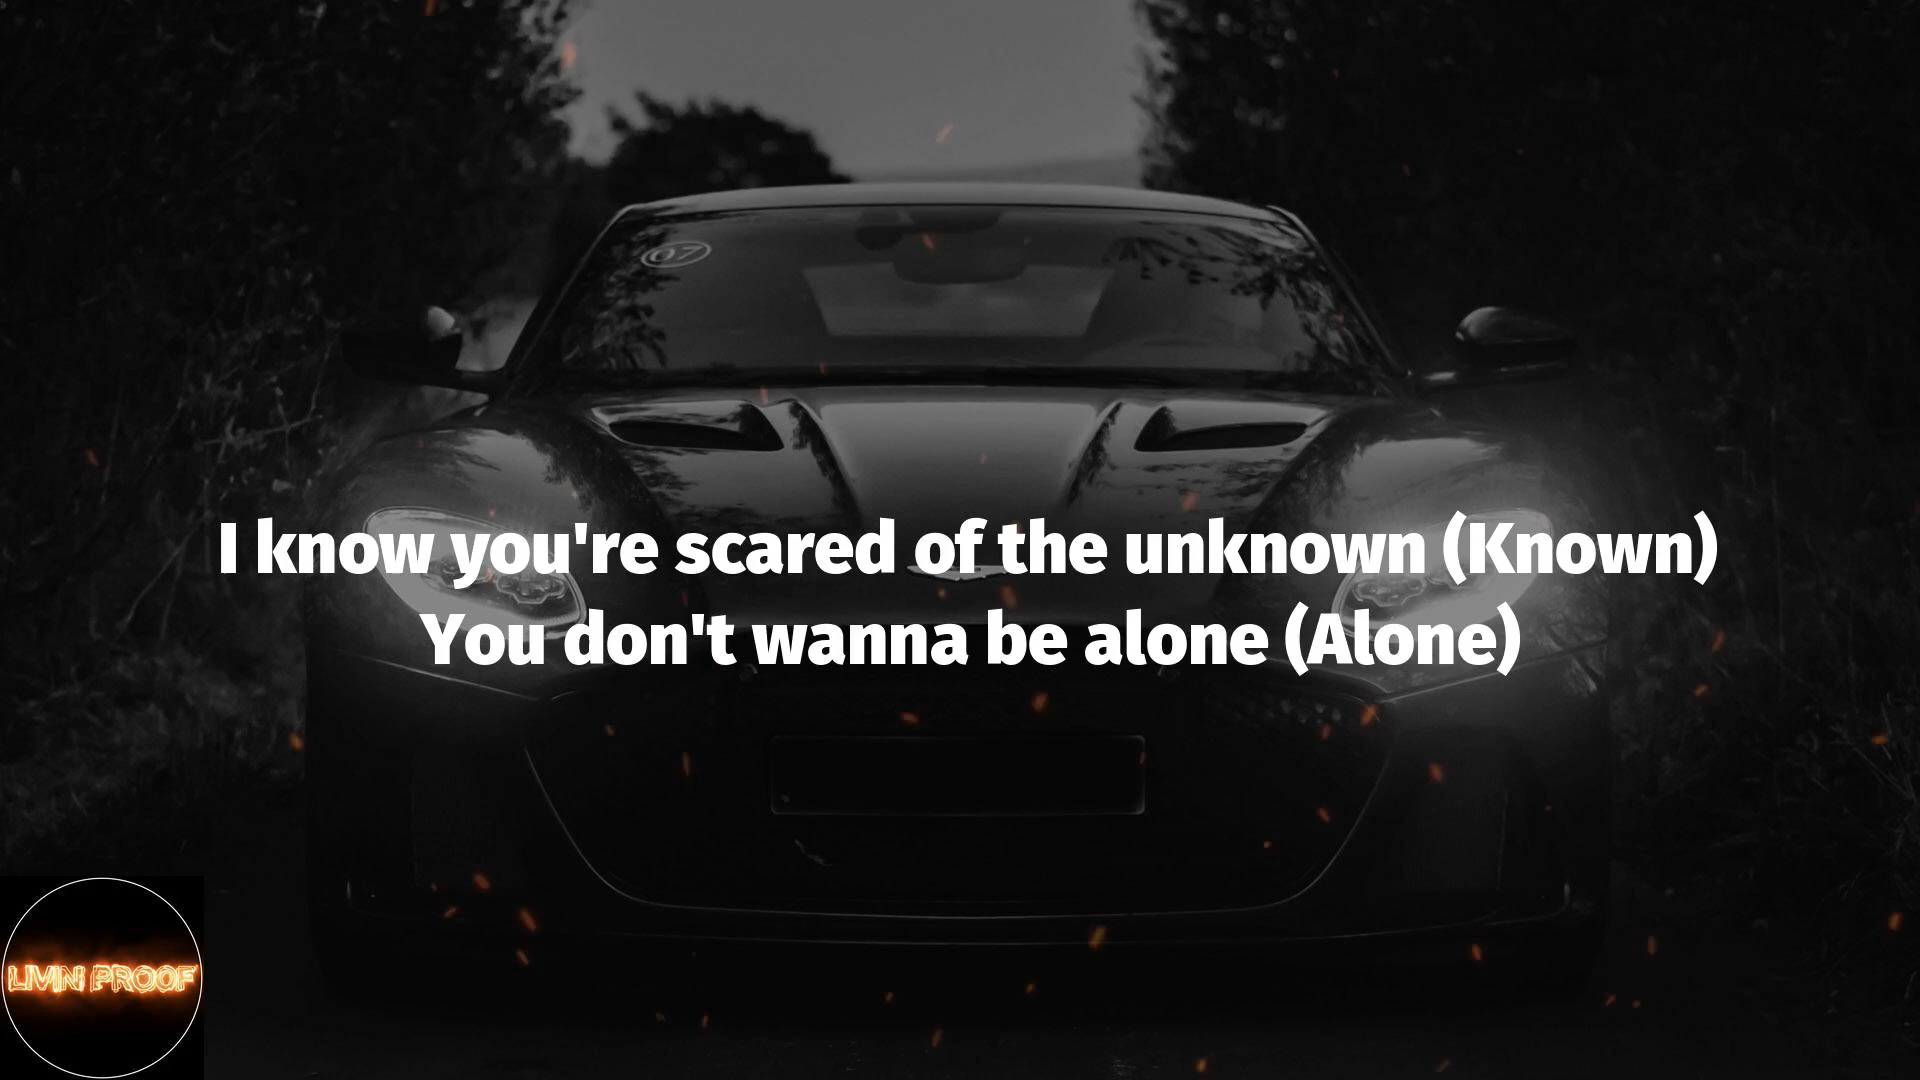 07
I know you're scared of the unknown (Known)
You don't wanna be alone (Alone)
LIVIN PROOF